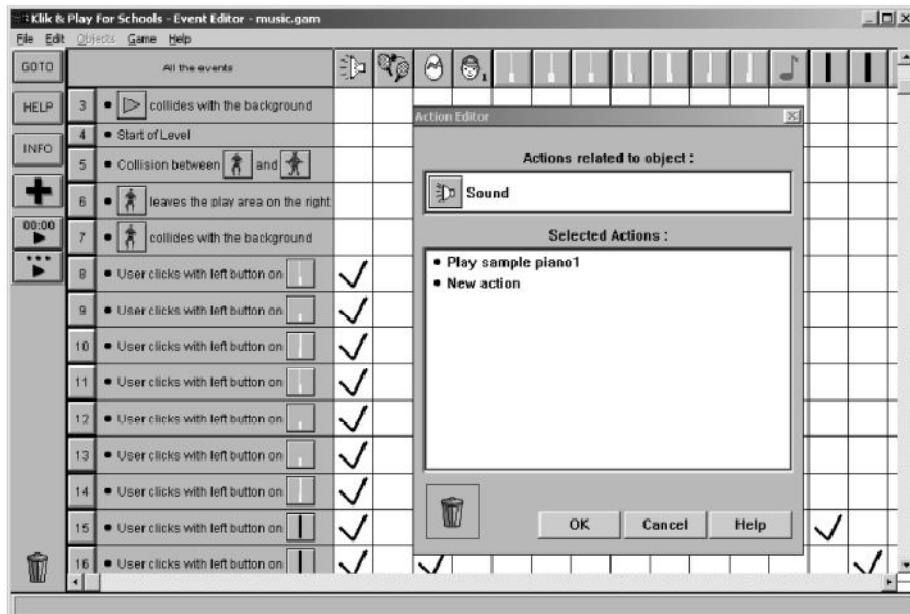 Klik & Play For Schools - Event Editor - music.gam
File Edit Objects Game Help
GOTO
All the events
1
HELP
3 • collides with the background
4 • Start of Level
INFO
5 • Collision between and
6 • leaves the play area on the right
00:00
7 • collides with the background
8 • User clicks with left button on
9 • User clicks with left button on
10 • User clicks with left button on
11 • User clicks with left button on
12 • User clicks with left button on
13 • User clicks with left button on
14 • User clicks with left button on
15 • User clicks with left button on
16 • User clicks with left button on
Action Editor
Actions related to object :
Sound
Selected Actions :
• Play sample piano1
• New action
OK Cancel Help